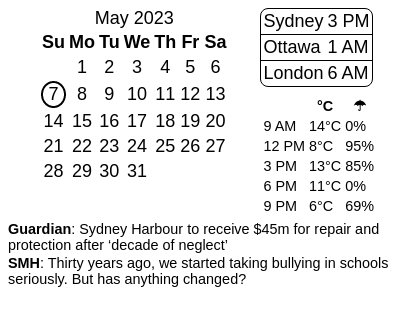 May 2023
Su Mo Tu We Th Fr Sa
1 2 3 4 5 6
7 8 9 10 11 12 13
14 15 16 17 18 19 20
21 22 23 24 25 26 27
28 29 30 31
Sydney 3 PM
Ottawa 1 AM
London 6 AM
°C ☂
9 AM 14°C 0%
12 PM 8°C 95%
3 PM 13°C 85%
6 PM 11°C 0%
9 PM 6°C 69%
Guardian: Sydney Harbour to receive $45m for repair and
protection after ‘decade of neglect’
SMH: Thirty years ago, we started taking bullying in schools
seriously. But has anything changed?